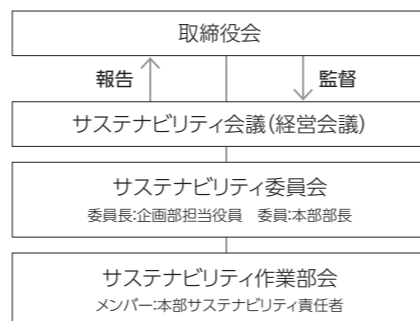 取締役会
報告 監督
サステナビリティ会議(経営会議)
サステナビリティ委員会
委員長:企画部担当役員 委員:本部部長
サステナビリティ作業部会
メンバー:本部サステナビリティ責任者